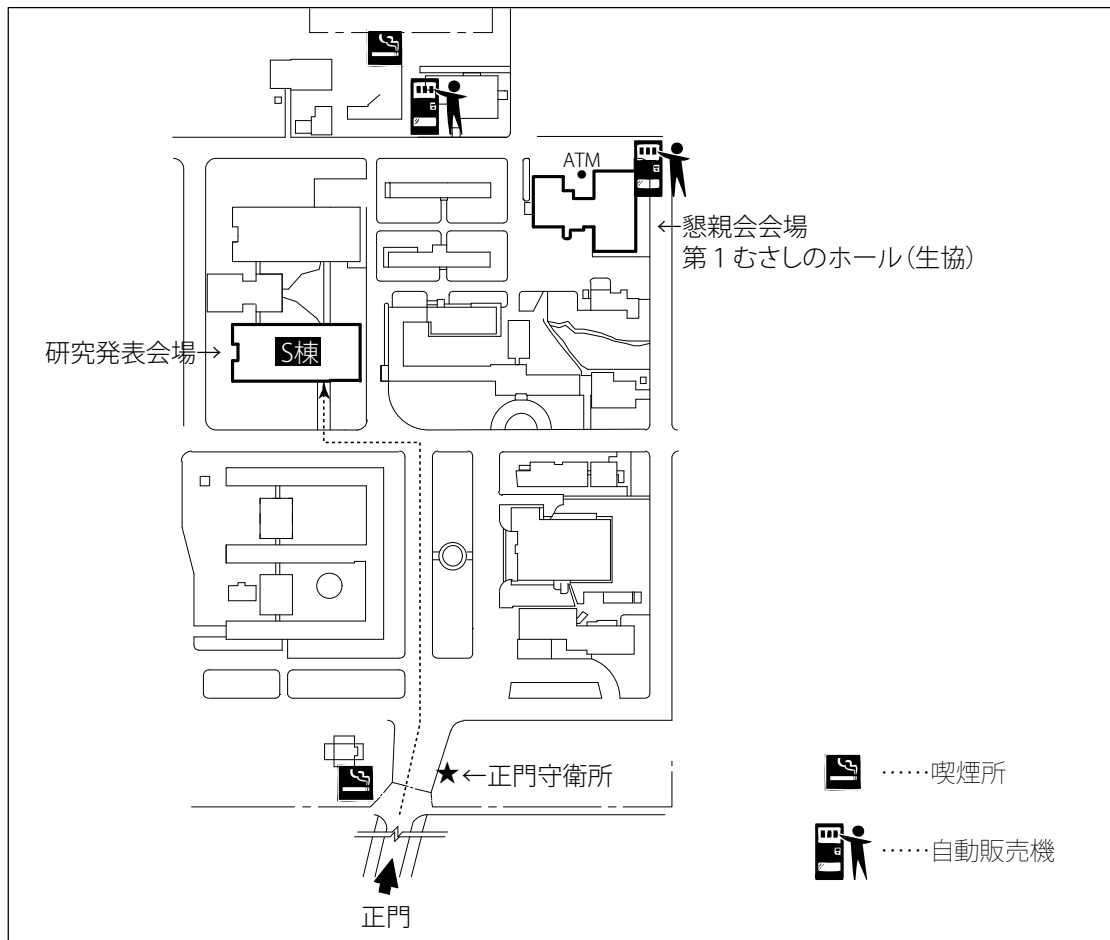 ATM
←懇親会会場
第1むさしのホール(生協)
研究発表会場→
S棟
★←正門守衛所
……喫煙所
……自動販売機
正門